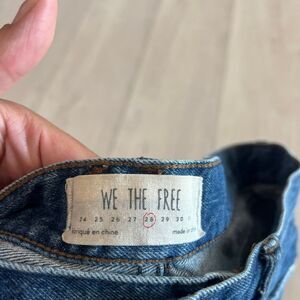 WE THE FREE
24 25 26 27 28 29 30
fabriqué en chine made in